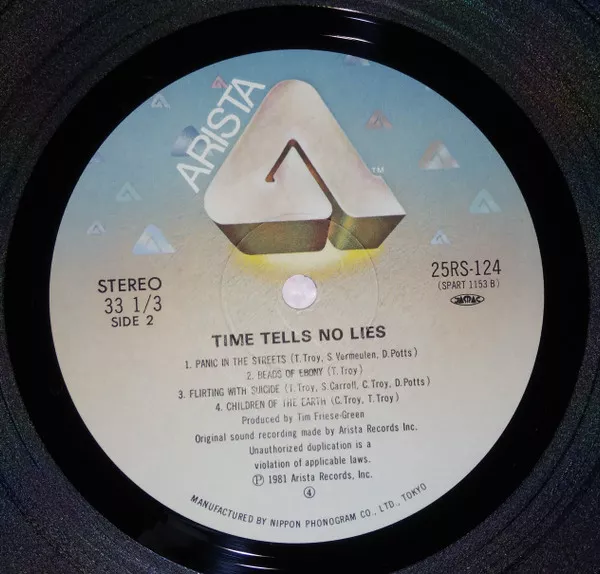 ARISTA
TM
STEREO
33 1/3
SIDE 2
25RS-124
(SPART 1153 B)
JASRAC
TIME TELLS NO LIES
1. PANIC IN THE STREETS (T. Troy, S. Vermeulen, D. Potts)
2. BEADS OF EBONY (T. Troy)
3. FLIRTING WITH SUICIDE (T. Troy, S. Carroll, C. Troy, D. Potts)
4. CHILDREN OF THE EARTH (C. Troy, T. Troy)
Produced by Tim Friese-Green
Original sound recording made by Arista Records Inc.
Unauthorized duplication is a
violation of applicable laws.
Ⓟ 1981 Arista Records, Inc.
④
MANUFACTURED BY NIPPON PHONOGRAM CO., LTD., TOKYO